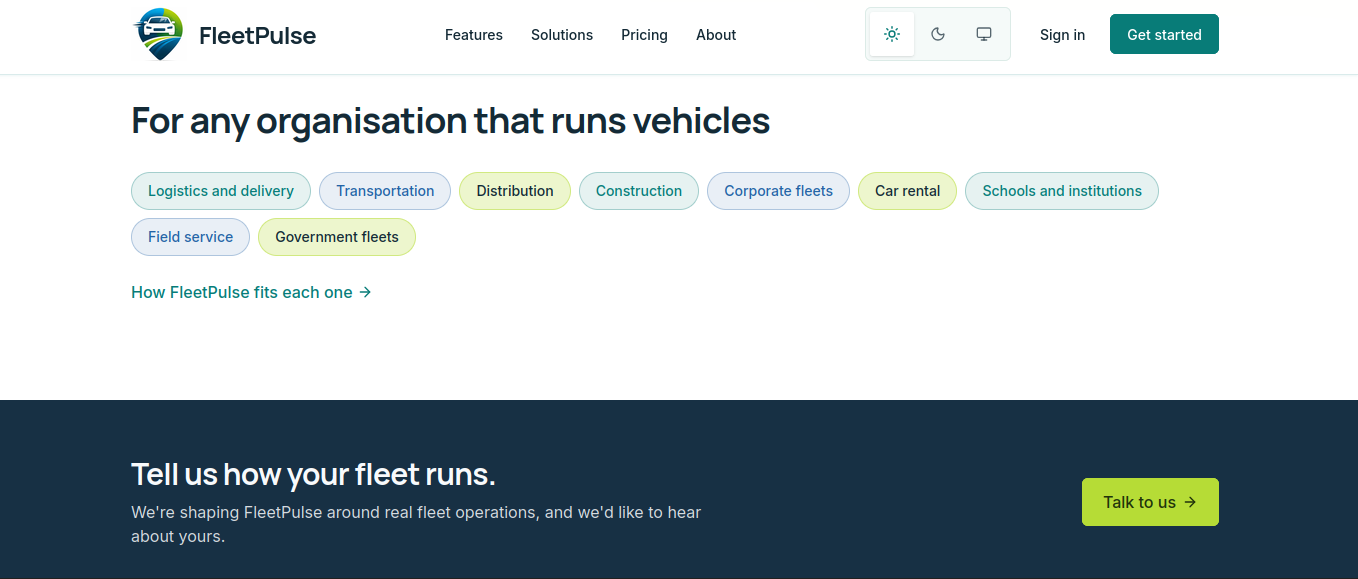 FleetPulse Features Solutions Pricing About Sign in Get started
For any organisation that runs vehicles
Logistics and delivery Transportation Distribution Construction Corporate fleets Car rental Schools and institutions
Field service Government fleets
How FleetPulse fits each one →
Tell us how your fleet runs.
We're shaping FleetPulse around real fleet operations, and we'd like to hear
about yours.
Talk to us →